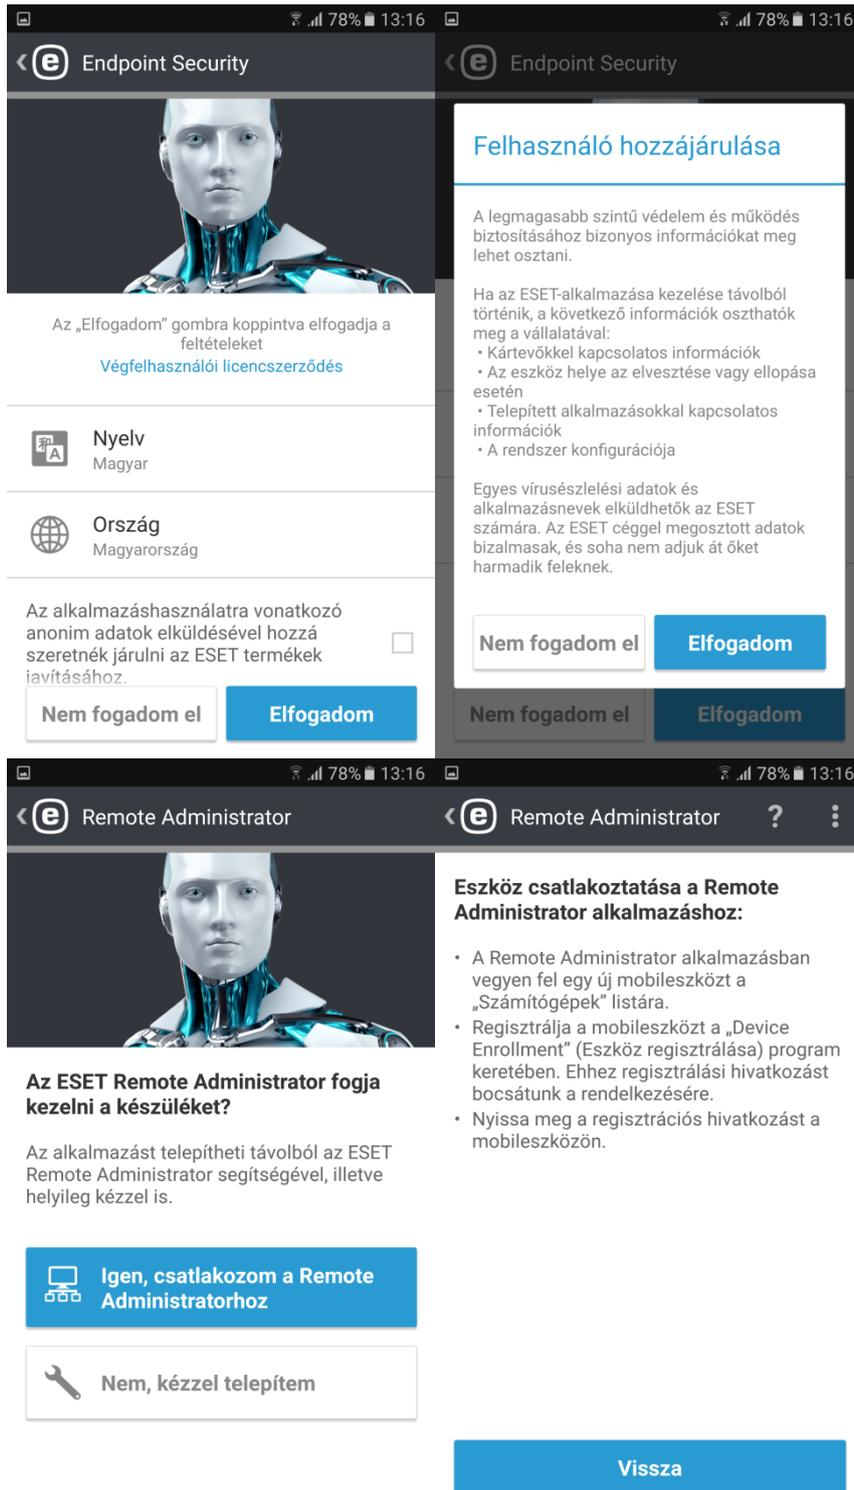 78% 13:16
Endpoint Security
Az „Elfogadom” gombra koppintva elfogadja a
feltételeket
Végfelhasználói licencszerződés
Nyelv
Magyar
Ország
Magyarország
Az alkalmazáshasználatra vonatkozó
anonim adatok elküldésével hozzá
szeretnék járulni az ESET termékek
javításához.
Nem fogadom el
Elfogadom
78% 13:16
Endpoint Security
Felhasználó hozzájárulása
A legmagasabb szintű védelem és működés
biztosításához bizonyos információkat meg
lehet osztani.
Ha az ESET-alkalmazása kezelése távolból
történik, a következő információk oszthatók
meg a vállalatával:
• Kártevőkkel kapcsolatos információk
• Az eszköz helye az elvesztése vagy ellopása
esetén
• Telepített alkalmazásokkal kapcsolatos
információk
• A rendszer konfigurációja
Egyes vírusészlelési adatok és
alkalmazásnevek elküldhetők az ESET
számára. Az ESET céggel megosztott adatok
bizalmasak, és soha nem adjuk át őket
harmadik feleknek.
Nem fogadom el
Elfogadom
Nem fogadom el
Elfogadom
78% 13:16
Remote Administrator
Az ESET Remote Administrator fogja
kezelni a készüléket?
Az alkalmazást telepítheti távolból az ESET
Remote Administrator segítségével, illetve
helyileg kézzel is.
Igen, csatlakozom a Remote
Administratorhoz
Nem, kézzel telepítem
78% 13:16
Remote Administrator ?
Eszköz csatlakoztatása a Remote
Administrator alkalmazáshoz:
• A Remote Administrator alkalmazásban
vegyen fel egy új mobileszközt a
„Számítógépek” listára.
• Regisztrálja a mobileszközt a „Device
Enrollment” (Eszköz regisztrálása) program
keretében. Ehhez regisztrálási hivatkozást
bocsátunk a rendelkezésére.
• Nyissa meg a regisztrációs hivatkozást a
mobileszközön.
Vissza